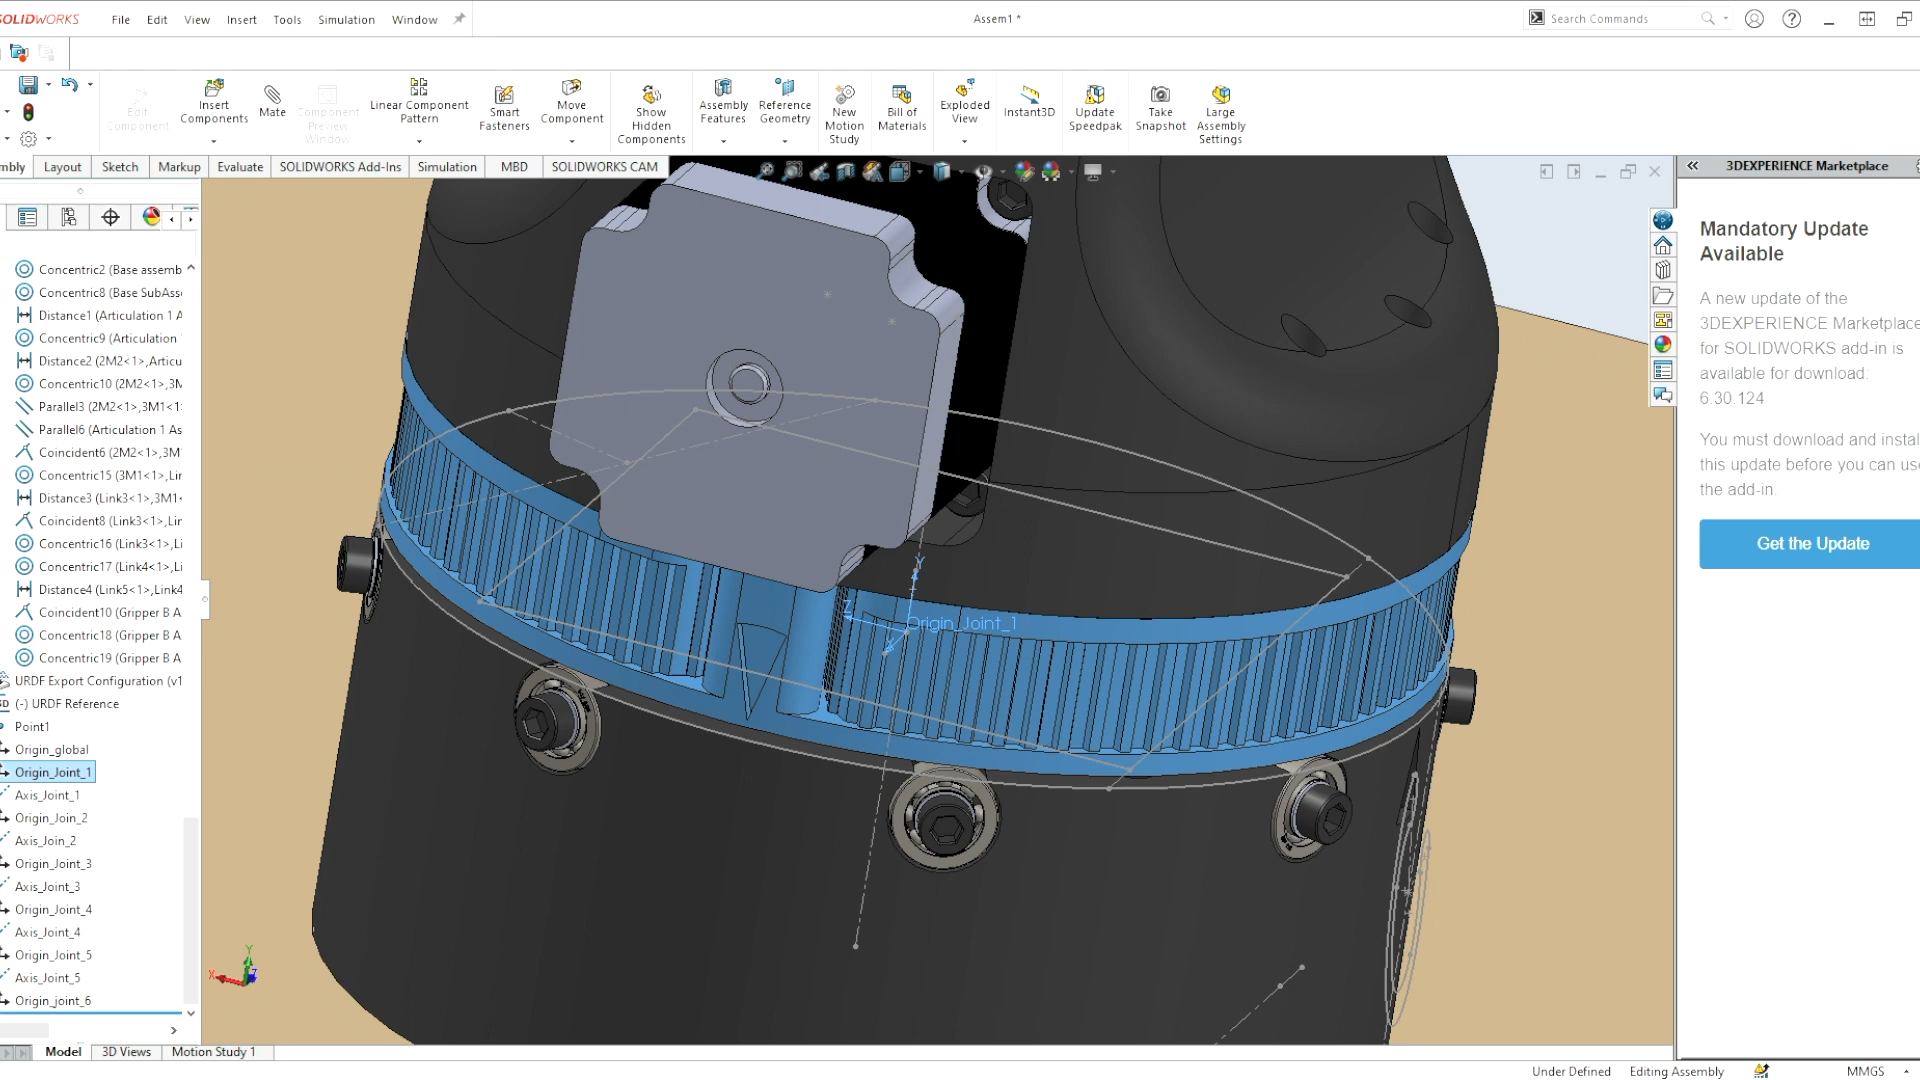 SOLIDWORKS
File Edit View Insert Tools Simulation Window
Assem1 *
Search Commands
Edit Component
Insert Components
Mate
Component Preview Window
Linear Component Pattern
Smart Fasteners
Move Component
Show Hidden Components
Assembly Features
Reference Geometry
New Motion Study
Bill of Materials
Exploded View
Instant3D
Update Speedpak
Take Snapshot
Large Assembly Settings
mbly Layout Sketch Markup Evaluate SOLIDWORKS Add-Ins Simulation MBD SOLIDWORKS CAM
Concentric2 (Base assemb
Concentric8 (Base SubAss
Distance1 (Articulation 1 A
Concentric9 (Articulation
Distance2 (2M2<1>,Articu
Concentric10 (2M2<1>,3M
Parallel3 (2M2<1>,3M1<1
Parallel6 (Articulation 1 As
Coincident6 (2M2<1>,3M
Concentric15 (3M1<1>,Lir
Distance3 (Link3<1>,3M1<
Coincident8 (Link3<1>,Lir
Concentric16 (Link3<1>,Li
Concentric17 (Link4<1>,Li
Distance4 (Link5<1>,Link4
Coincident10 (Gripper B A
Concentric18 (Gripper B A
Concentric19 (Gripper B A
URDF Export Configuration (v1
(-) URDF Reference
Point1
Origin_global
Origin_Joint_1
Axis_Joint_1
Origin_Join_2
Axis_Join_2
Origin_Joint_3
Axis_Joint_3
Origin_Joint_4
Axis_Joint_4
Origin_Joint_5
Axis_Joint_5
Origin_joint_6
Y
Z
Origin_Joint_1
Y
X
Z
3DEXPERIENCE Marketplace
Mandatory Update
Available
A new update of the
3DEXPERIENCE Marketplace
for SOLIDWORKS add-in is
available for download:
6.30.124
You must download and instal
this update before you can use
the add-in.
Get the Update
Model 3D Views Motion Study 1
Under Defined Editing Assembly MMGS